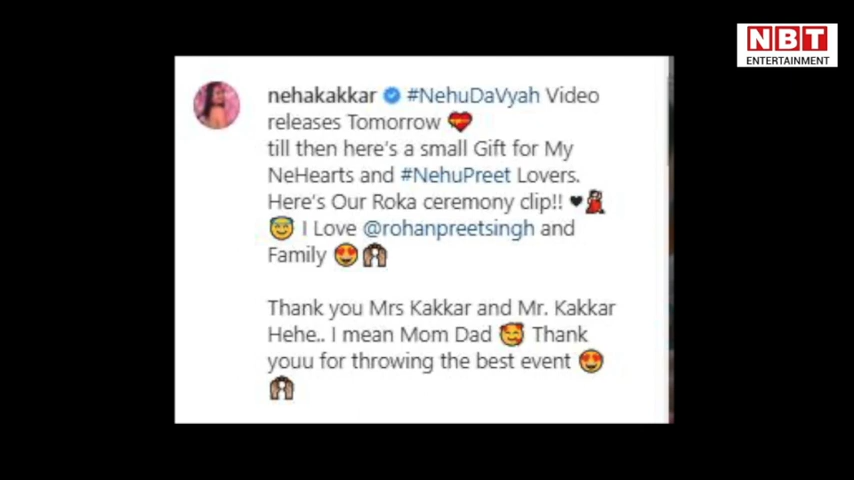 NBT
ENTERTAINMENT
nehakakkar #NehuDaVyah Video
releases Tomorrow 💝
till then here's a small Gift for My
NeHearts and #NehuPreet Lovers.
Here's Our Roka ceremony clip!! ♥️💃
😇 I Love @rohanpreetsingh and
Family 😍🙌🏽
Thank you Mrs Kakkar and Mr. Kakkar
Hehe.. I mean Mom Dad 🥰 Thank
youu for throwing the best event 😍
🙌🏽